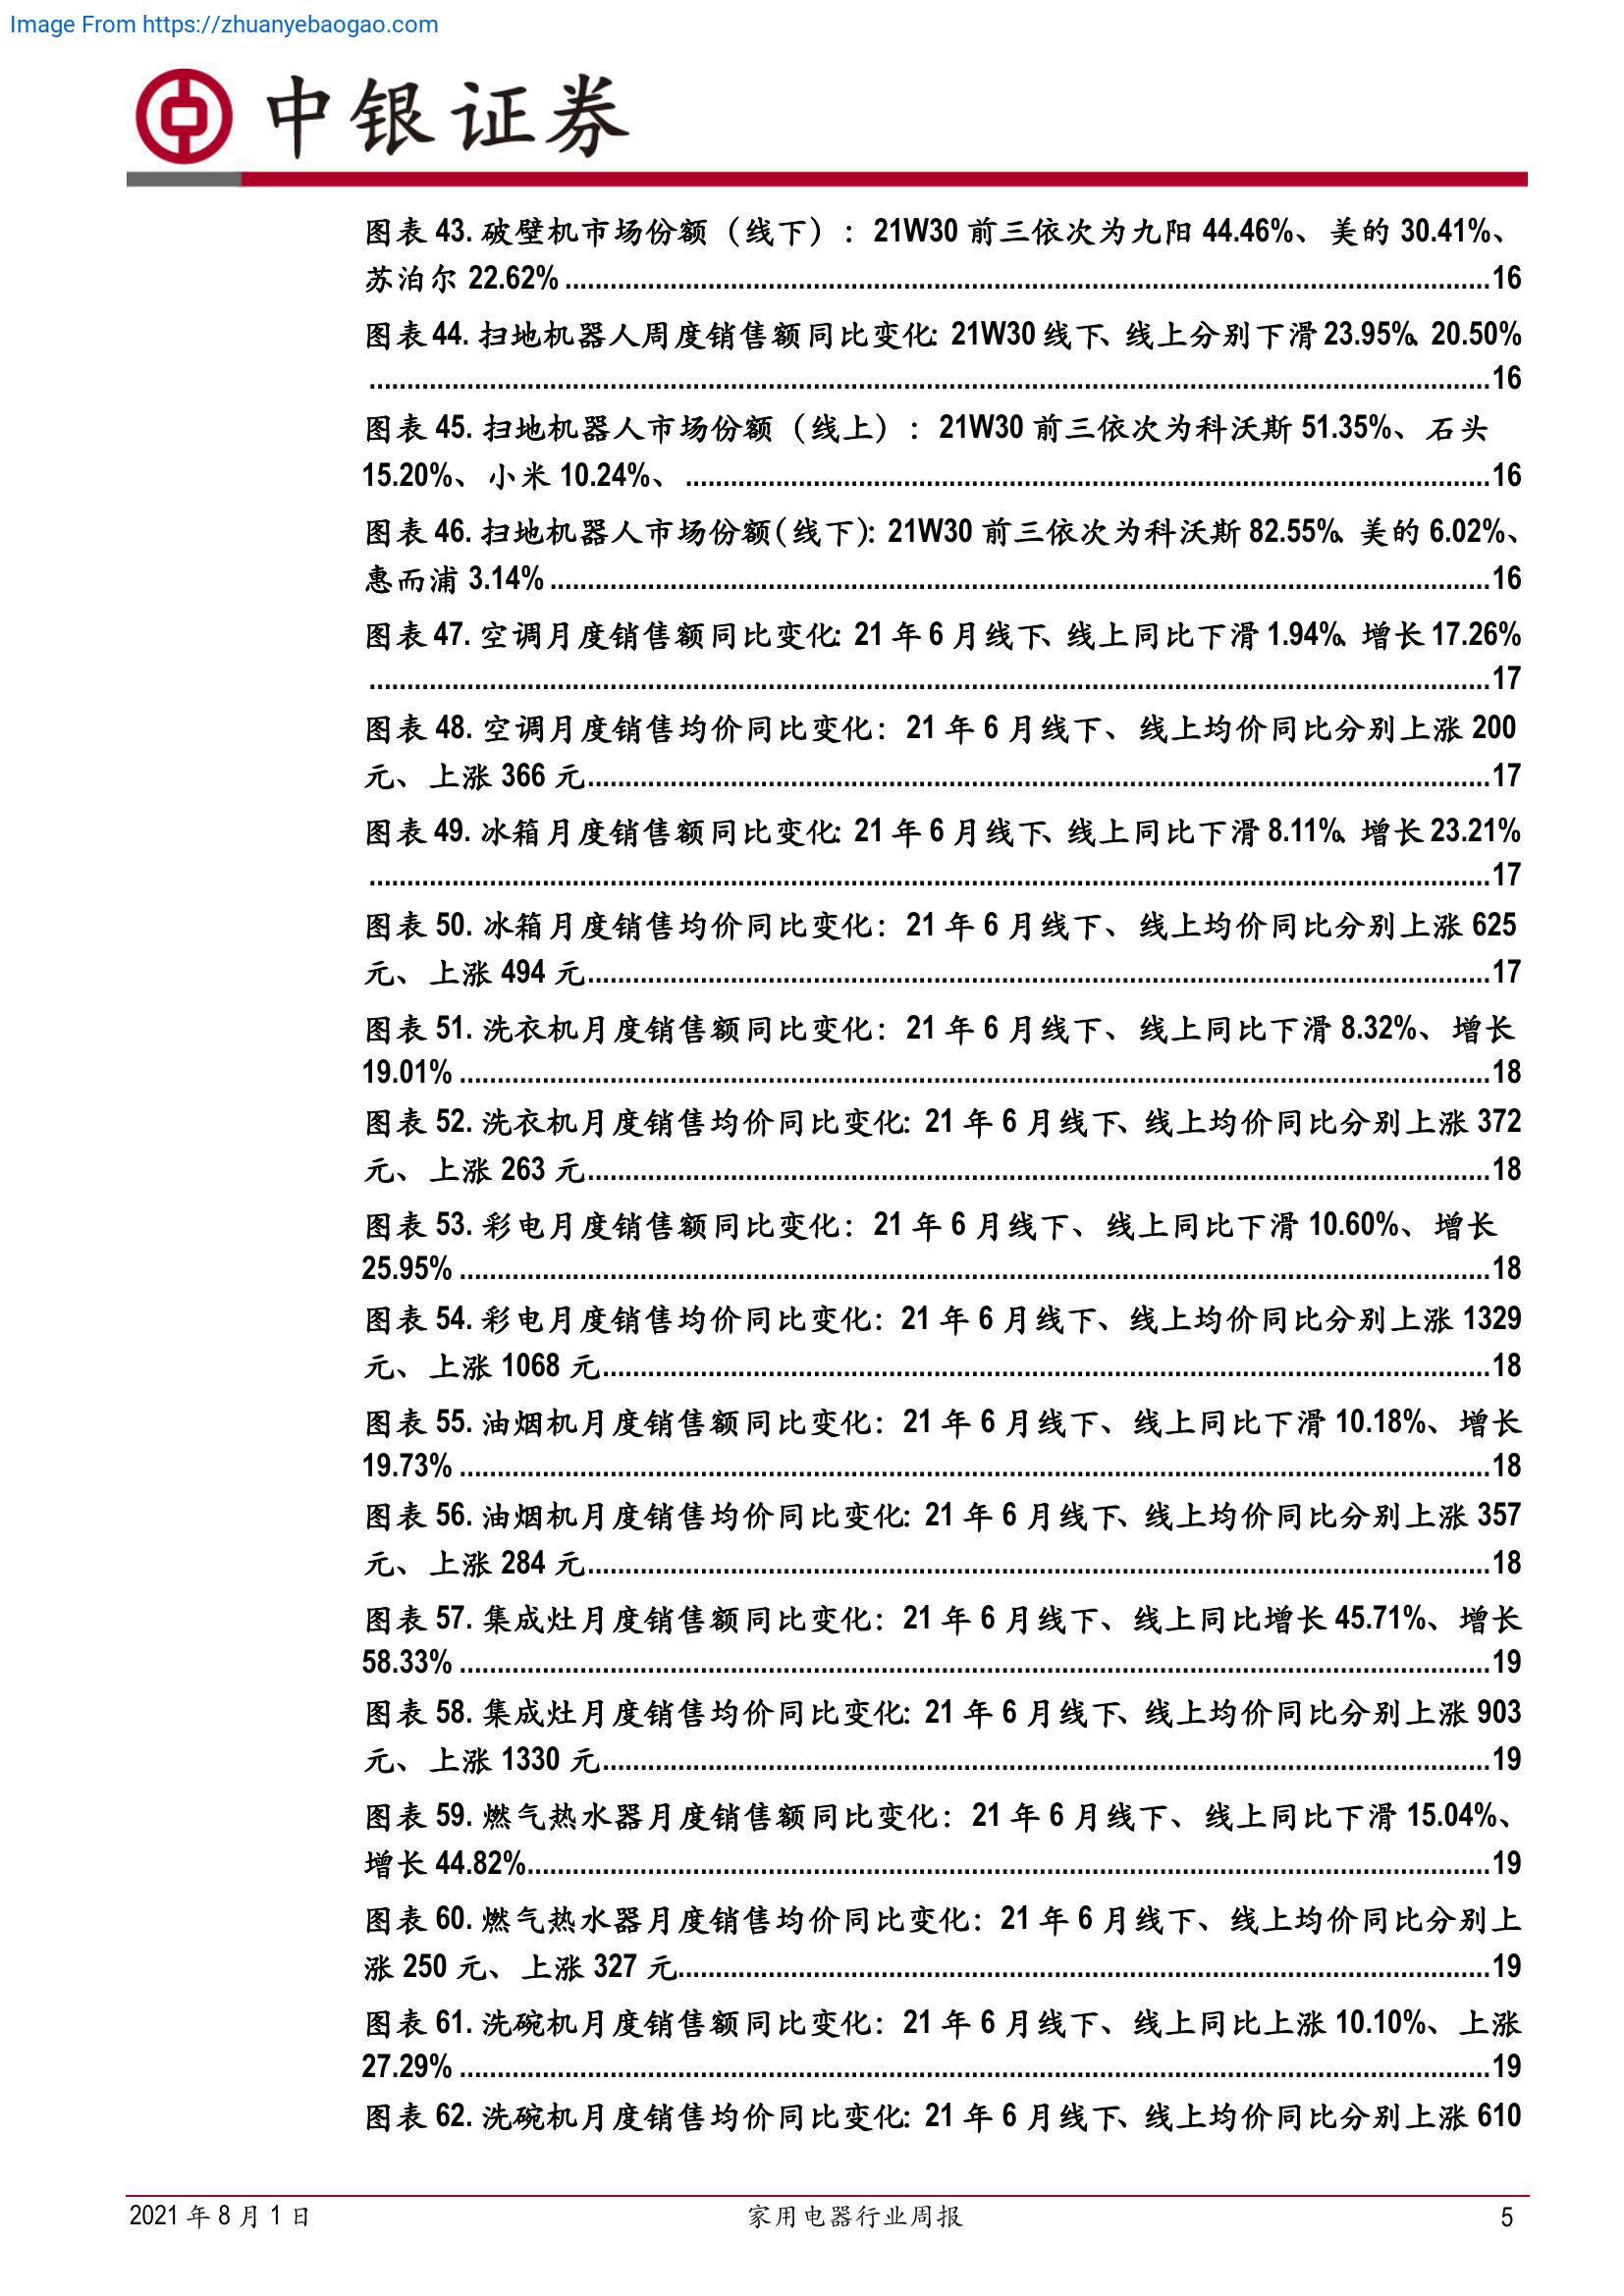 Image From https://zhuanyebaogao.com
中银证券
图表 43. 破壁机市场份额（线下）：21W30 前三依次为九阳 44.46%、美的 30.41%、
苏泊尔 22.62%........................................16
图表 44. 扫地机器人周度销售额同比变化：21W30 线下、线上分别下滑 23.95%、20.50%
........................................16
图表 45. 扫地机器人市场份额（线上）：21W30 前三依次为科沃斯 51.35%、石头
15.20%、小米 10.24%、........................................16
图表 46. 扫地机器人市场份额（线下）：21W30 前三依次为科沃斯 82.55%、美的 6.02%、
惠而浦 3.14%........................................16
图表 47. 空调月度销售额同比变化：21 年 6 月线下、线上同比下滑 1.94%、增长 17.26%
........................................17
图表 48. 空调月度销售均价同比变化：21 年 6 月线下、线上均价同比分别上涨 200
元、上涨 366 元........................................17
图表 49. 冰箱月度销售额同比变化：21 年 6 月线下、线上同比下滑 8.11%、增长 23.21%
........................................17
图表 50. 冰箱月度销售均价同比变化：21 年 6 月线下、线上均价同比分别上涨 625
元、上涨 494 元........................................17
图表 51. 洗衣机月度销售额同比变化：21 年 6 月线下、线上同比下滑 8.32%、增长
19.01%........................................18
图表 52. 洗衣机月度销售均价同比变化：21 年 6 月线下、线上均价同比分别上涨 372
元、上涨 263 元........................................18
图表 53. 彩电月度销售额同比变化：21 年 6 月线下、线上同比下滑 10.60%、增长
25.95%........................................18
图表 54. 彩电月度销售均价同比变化：21 年 6 月线下、线上均价同比分别上涨 1329
元、上涨 1068 元........................................18
图表 55. 油烟机月度销售额同比变化：21 年 6 月线下、线上同比下滑 10.18%、增长
19.73%........................................18
图表 56. 油烟机月度销售均价同比变化：21 年 6 月线下、线上均价同比分别上涨 357
元、上涨 284 元........................................18
图表 57. 集成灶月度销售额同比变化：21 年 6 月线下、线上同比增长 45.71%、增长
58.33%........................................19
图表 58. 集成灶月度销售均价同比变化：21 年 6 月线下、线上均价同比分别上涨 903
元、上涨 1330 元........................................19
图表 59. 燃气热水器月度销售额同比变化：21 年 6 月线下、线上同比下滑 15.04%、
增长 44.82%........................................19
图表 60. 燃气热水器月度销售均价同比变化：21 年 6 月线下、线上均价同比分别上
涨 250 元、上涨 327 元........................................19
图表 61. 洗碗机月度销售额同比变化：21 年 6 月线下、线上同比上涨 10.10%、上涨
27.29%........................................19
图表 62. 洗碗机月度销售均价同比变化：21 年 6 月线下、线上均价同比分别上涨 610
2021 年 8 月 1 日 家用电器行业周报 5